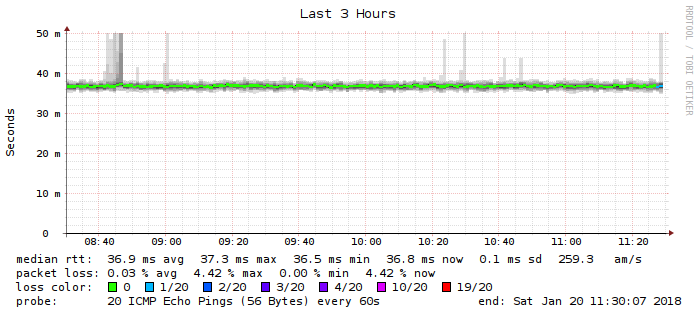 Last 3 Hours
RRDTOOL / TOBI OETIKER
50 m
40 m
30 m
20 m
10 m
0
Seconds
08:40 09:00 09:20 09:40 10:00 10:20 10:40 11:00 11:20
median rtt: 36.9 ms avg 37.3 ms max 36.5 ms min 36.8 ms now 0.1 ms sd 259.3 am/s
packet loss: 0.03 % avg 4.42 % max 0.00 % min 4.42 % now
loss color: 0 1/20 2/20 3/20 4/20 10/20 19/20
probe: 20 ICMP Echo Pings (56 Bytes) every 60s end: Sat Jan 20 11:30:07 2018